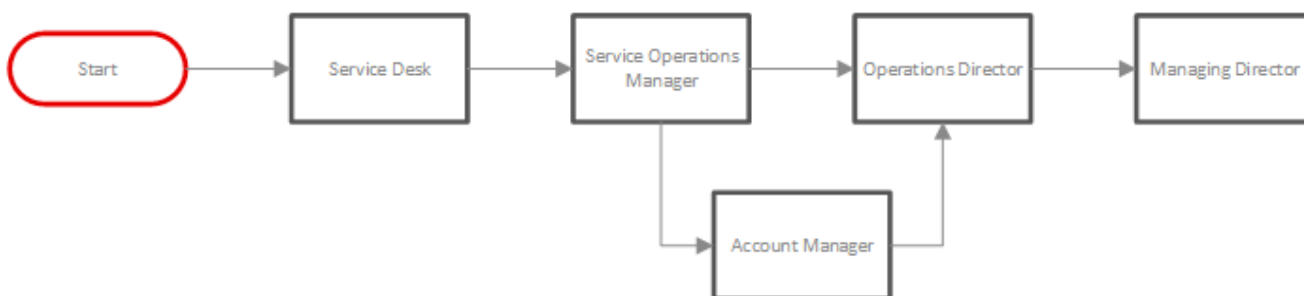 Start
Service Desk
Service Operations
Manager
Operations Director
Managing Director
Account Manager